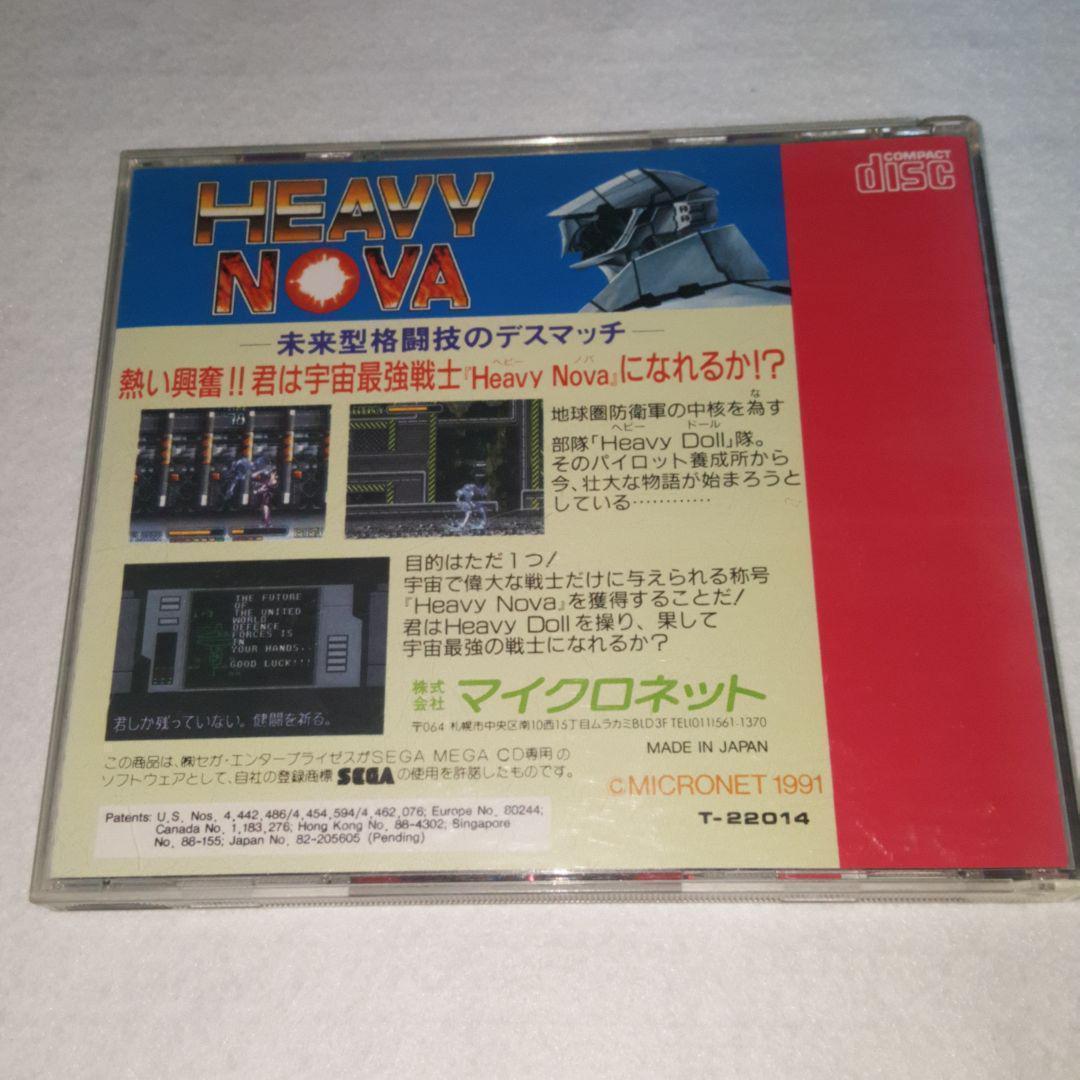 HEAVY
NOVA
COMPACT
disc
未来型格闘技のデスマッチ
ヘビー ノバ
熱い興奮!!君は宇宙最強戦士『Heavy Nova』になれるか!?
な
地球圏防衛軍の中核を為す
ヘビー ドール
部隊「Heavy Doll」隊。
そのパイロット養成所から
今、壮大な物語が始まろうと
している…………
目的はただ1つ!
宇宙で偉大な戦士だけに与えられる称号
『Heavy Nova』を獲得することだ!
君はHeavy Dollを操り、果して
宇宙最強の戦士になれるか?
THE FUTURE
OF
THE UNITED
WORLD
DEFENCE
FORCES IS
IN
YOUR HANDS..
GOOD LUCK!!!
君しか残っていない。健闘を祈る。
株式会社 マイクロネット
〒064 札幌市中央区南10西15丁目ムラカミBLD3F TEL(011)561-1370
この商品は、㈱セガ・エンタープライゼスがSEGA MEGA CD専用の
ソフトウェアとして、自社の登録商標 SEGA の使用を許諾したものです。
MADE IN JAPAN
©MICRONET 1991
T-22014
Patents: U.S. Nos. 4,442,486/4,454,594/4,462,076; Europe No. 80244;
Canada No. 1,183,276; Hong Kong No. 88-4302; Singapore
No. 88-155; Japan No. 82-205605 (Pending)